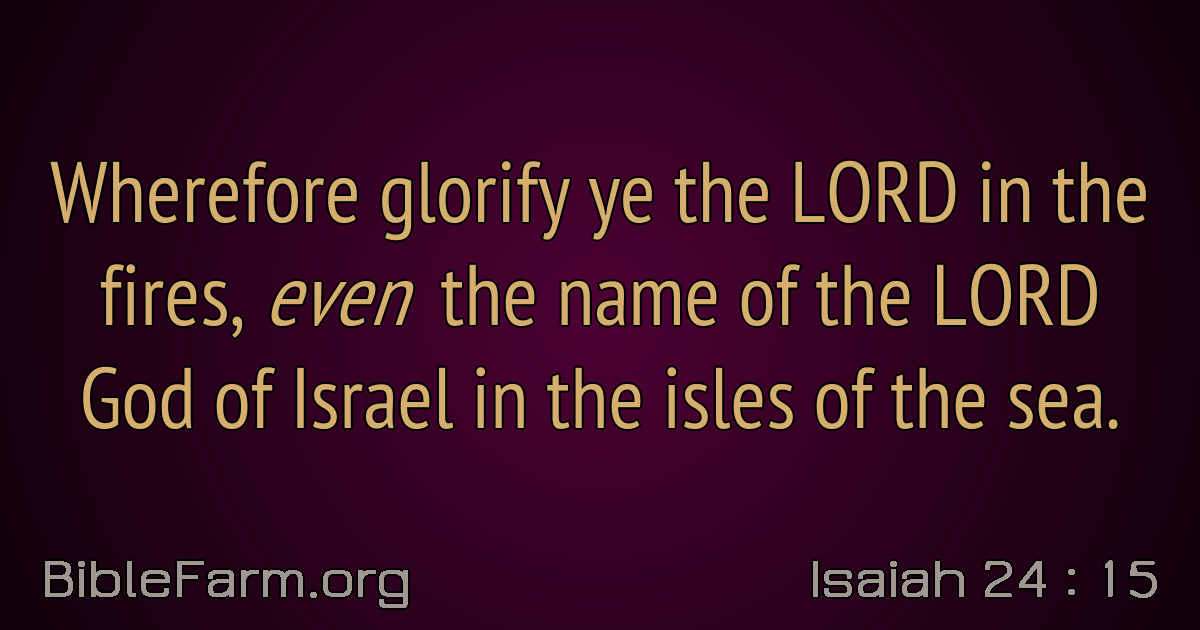 Wherefore glorify ye the LORD in the
fires, even the name of the LORD
God of Israel in the isles of the sea.
BibleFarm.org
Isaiah 24 : 15